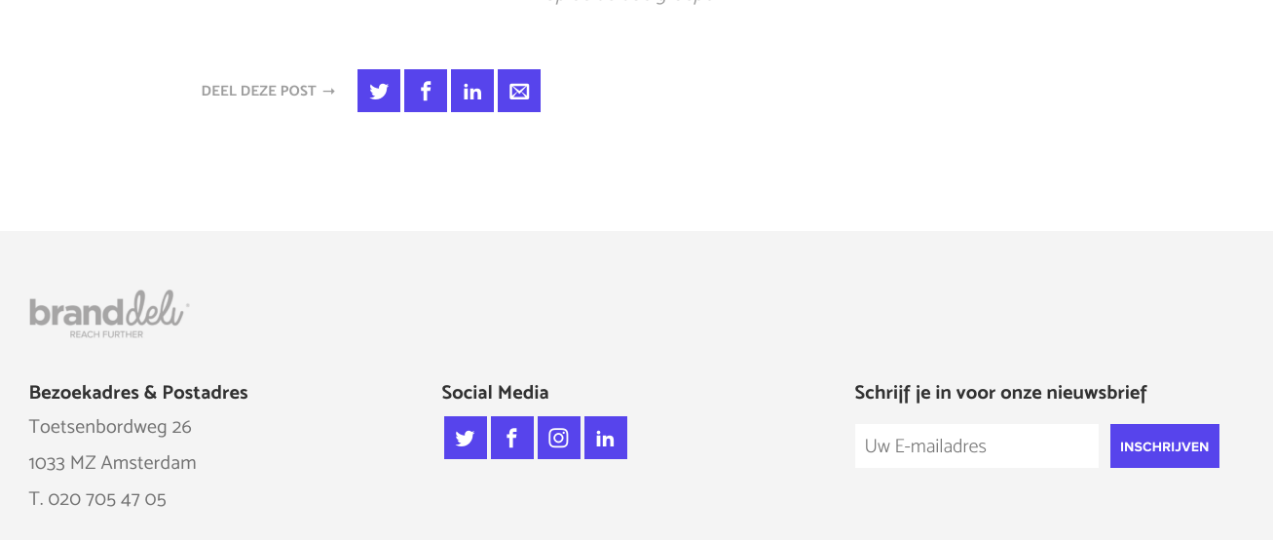 DEEL DEZE POST →
branddeli
REACH FURTHER
Bezoekadres & Postadres
Toetsenbordweg 26
1033 MZ Amsterdam
T. 020 705 47 05
Social Media
Schrijf je in voor onze nieuwsbrief
Uw E-mailadres
INSCHRIJVEN